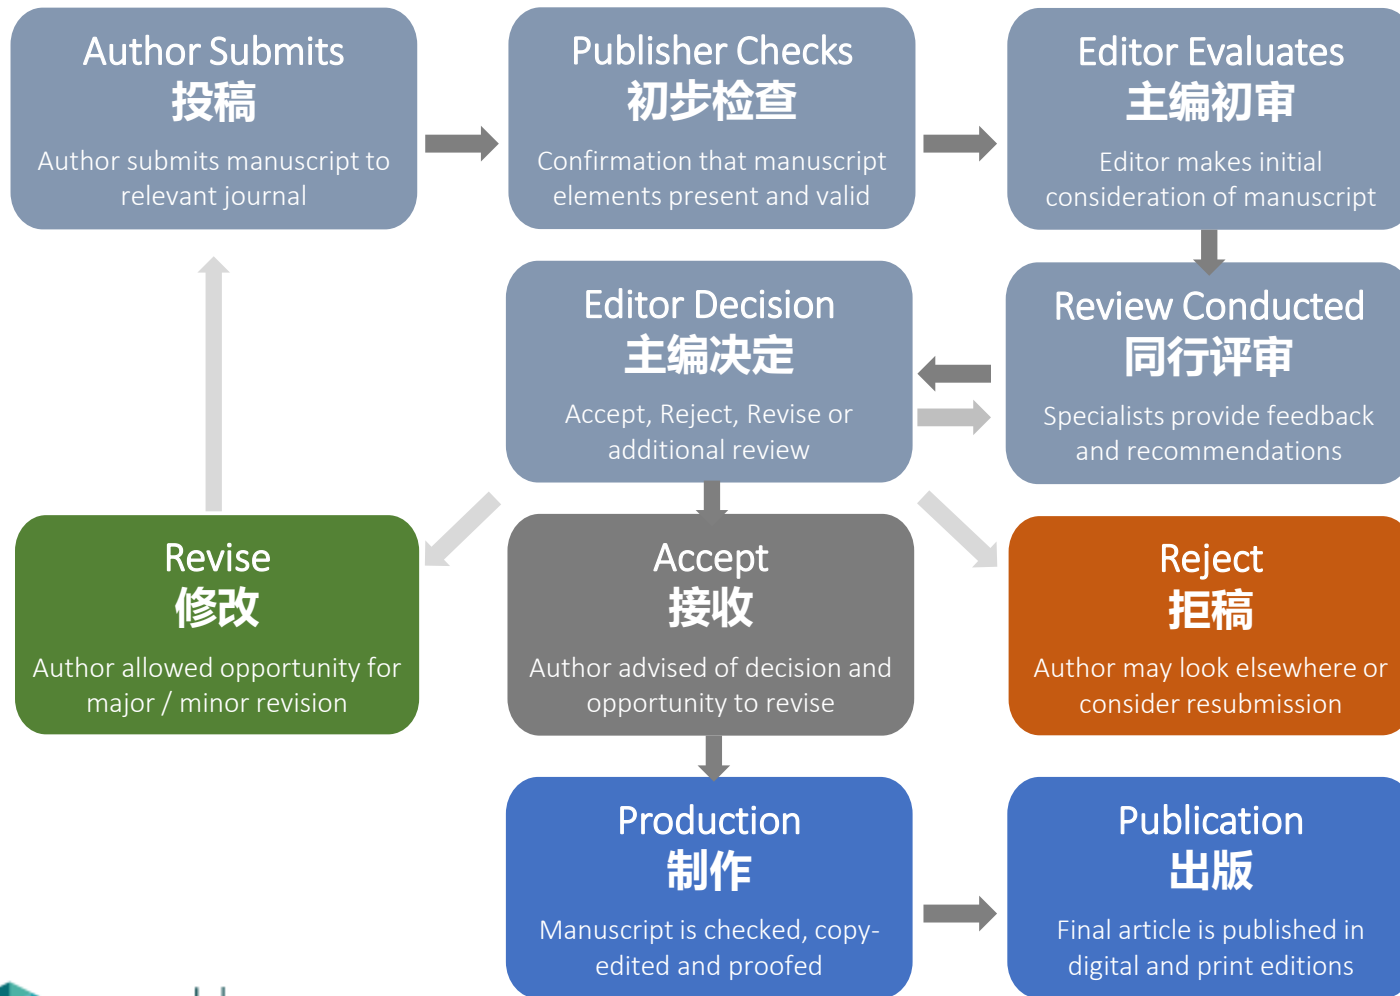 Author Submits
投稿
Author submits manuscript to
relevant journal
Publisher Checks
初步检查
Confirmation that manuscript
elements present and valid
Editor Evaluates
主编初审
Editor makes initial
consideration of manuscript
Editor Decision
主编决定
Accept, Reject, Revise or
additional review
Review Conducted
同行评审
Specialists provide feedback
and recommendations
Revise
修改
Author allowed opportunity for
major / minor revision
Accept
接收
Author advised of decision and
opportunity to revise
Reject
拒稿
Author may look elsewhere or
consider resubmission
Production
制作
Manuscript is checked, copy-
edited and proofed
Publication
出版
Final article is published in
digital and print editions